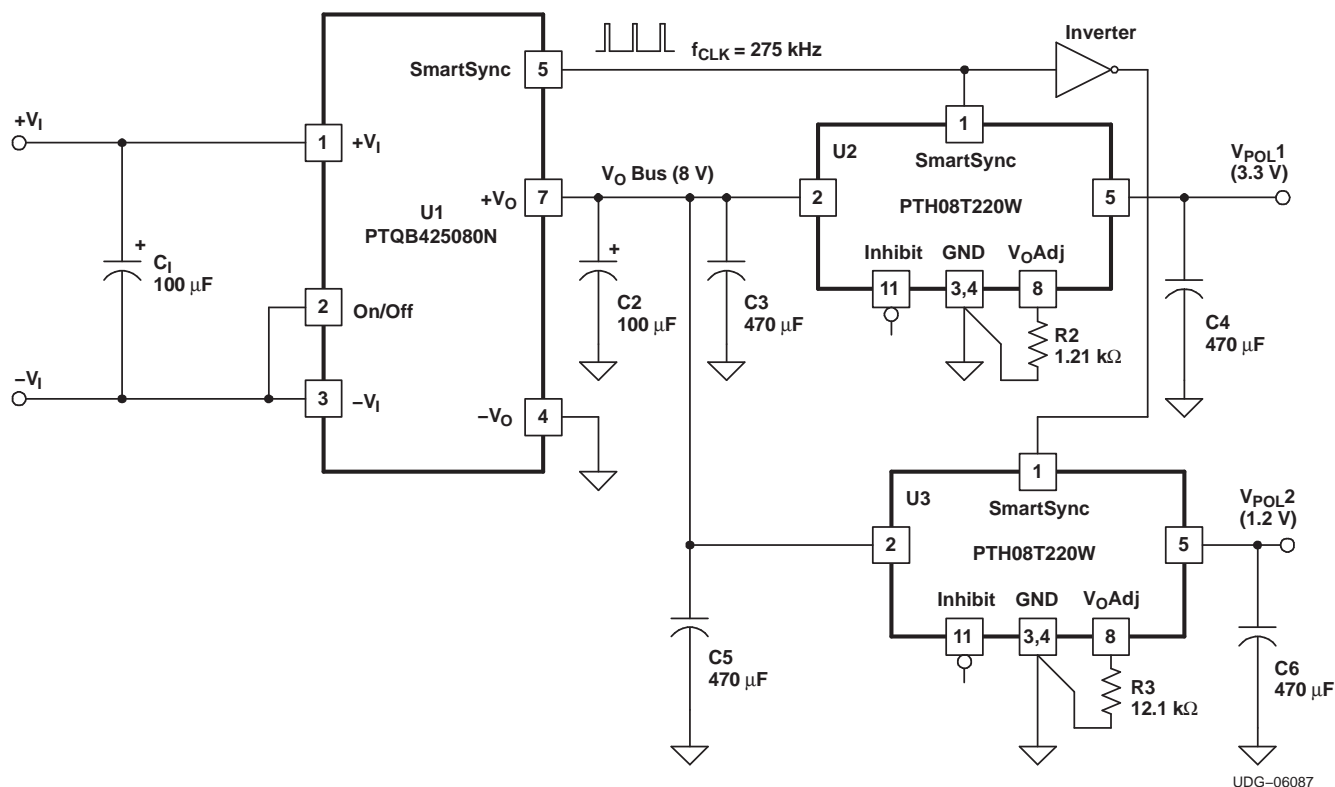 Inverter
f_CLK = 275 kHz
SmartSync
5
+V_I
1
+V_I
U2
1
SmartSync
V_POL1
(3.3 V)
V_O Bus (8 V)
U1
PTQB425080N
+V_O
7
2
PTH08T220W
5
+
C_I
100 μF
+
C2
100 μF
C3
470 μF
Inhibit
GND
V_OAdj
11
3,4
8
2
On/Off
R2
1.21 kΩ
C4
470 μF
−V_I
3
−V_I
−V_O
4
1
U3
SmartSync
V_POL2
(1.2 V)
2
PTH08T220W
5
Inhibit
GND
V_OAdj
11
3,4
8
C5
470 μF
R3
12.1 kΩ
C6
470 μF
UDG−06087